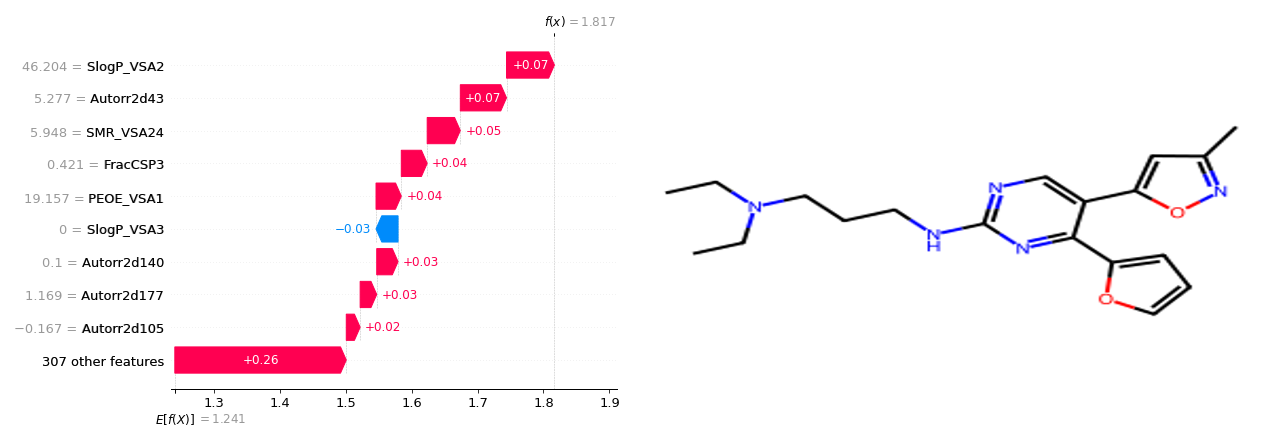 f(x) = 1.817
46.204 = SlogP_VSA2
+0.07
5.277 = Autorr2d43
+0.07
5.948 = SMR_VSA24
+0.05
0.421 = FracCSP3
+0.04
19.157 = PEOE_VSA1
+0.04
0 = SlogP_VSA3
−0.03
0.1 = Autorr2d140
+0.03
1.169 = Autorr2d177
+0.03
−0.167 = Autorr2d105
+0.02
307 other features
+0.26
1.3 1.4 1.5 1.6 1.7 1.8 1.9
E[f(X)] = 1.241
N
N
H
N
N
O
N
O